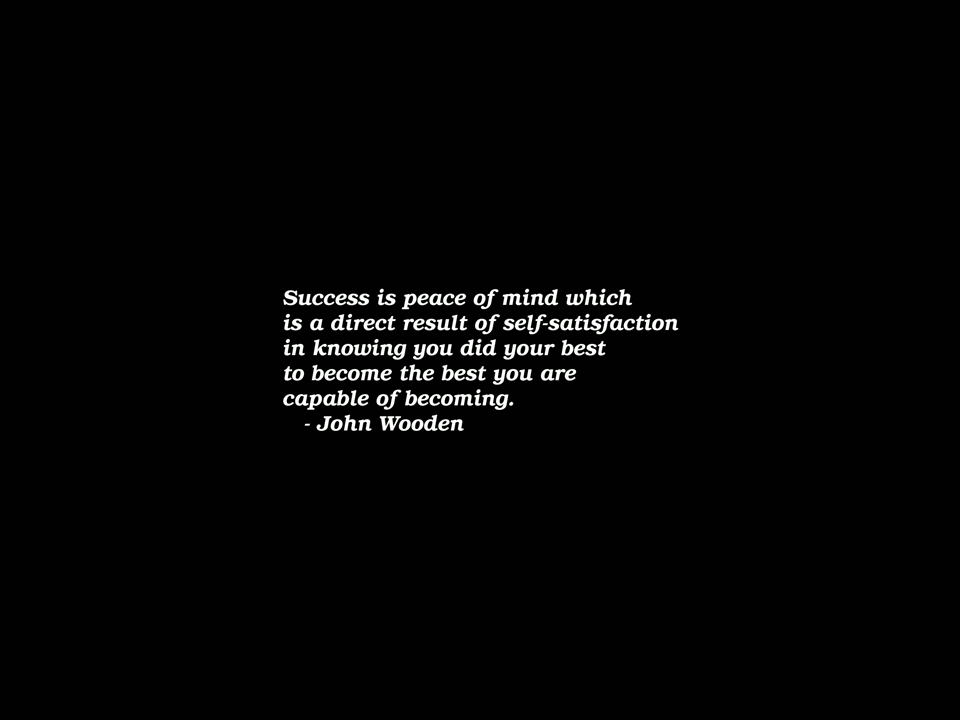 Success is peace of mind which
is a direct result of self-satisfaction
in knowing you did your best
to become the best you are
capable of becoming.
- John Wooden